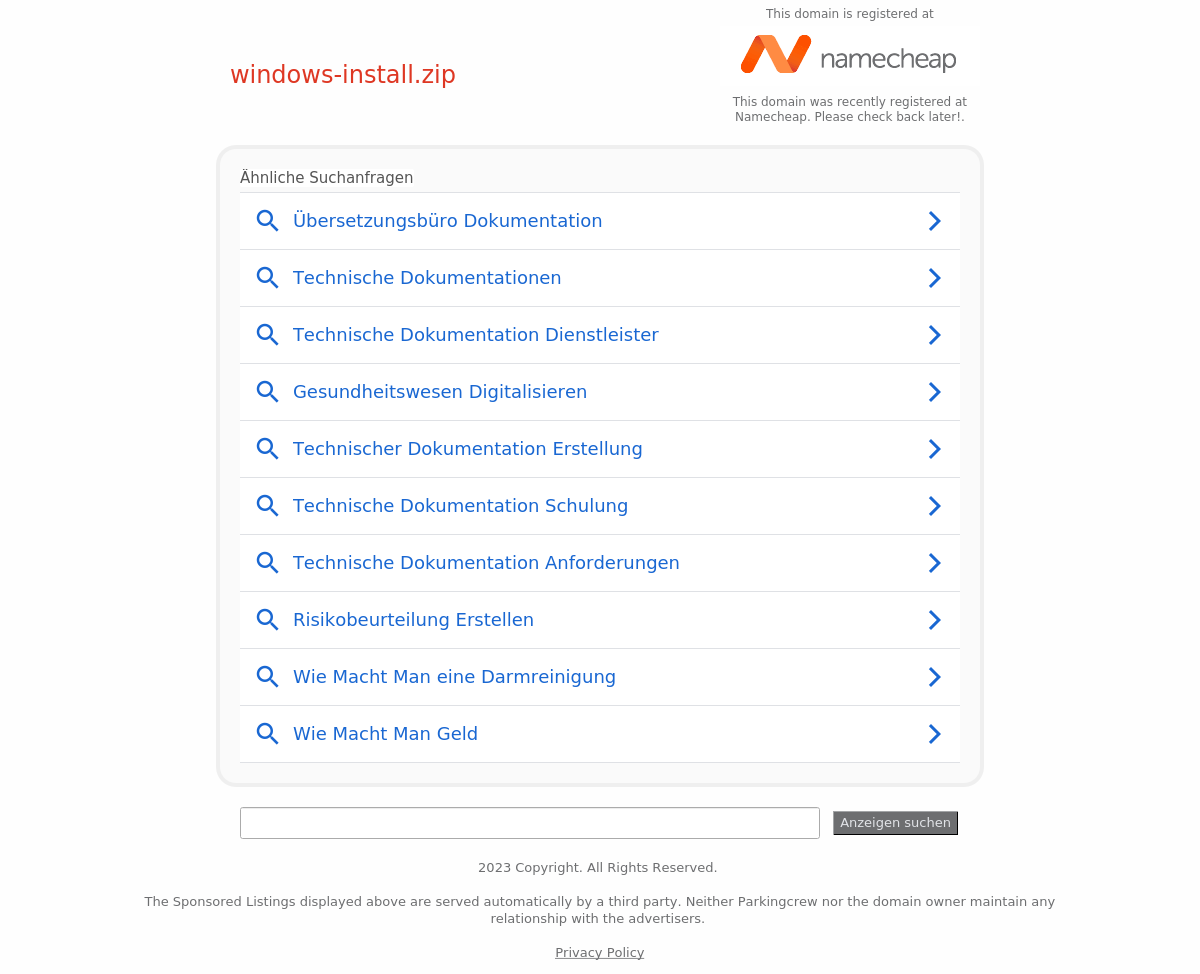 This domain is registered at
namecheap
windows-install.zip
This domain was recently registered at
Namecheap. Please check back later!.
Ähnliche Suchanfragen
Übersetzungsbüro Dokumentation
Technische Dokumentationen
Technische Dokumentation Dienstleister
Gesundheitswesen Digitalisieren
Technischer Dokumentation Erstellung
Technische Dokumentation Schulung
Technische Dokumentation Anforderungen
Risikobeurteilung Erstellen
Wie Macht Man eine Darmreinigung
Wie Macht Man Geld
Anzeigen suchen
2023 Copyright. All Rights Reserved.
The Sponsored Listings displayed above are served automatically by a third party. Neither Parkingcrew nor the domain owner maintain any
relationship with the advertisers.
Privacy Policy